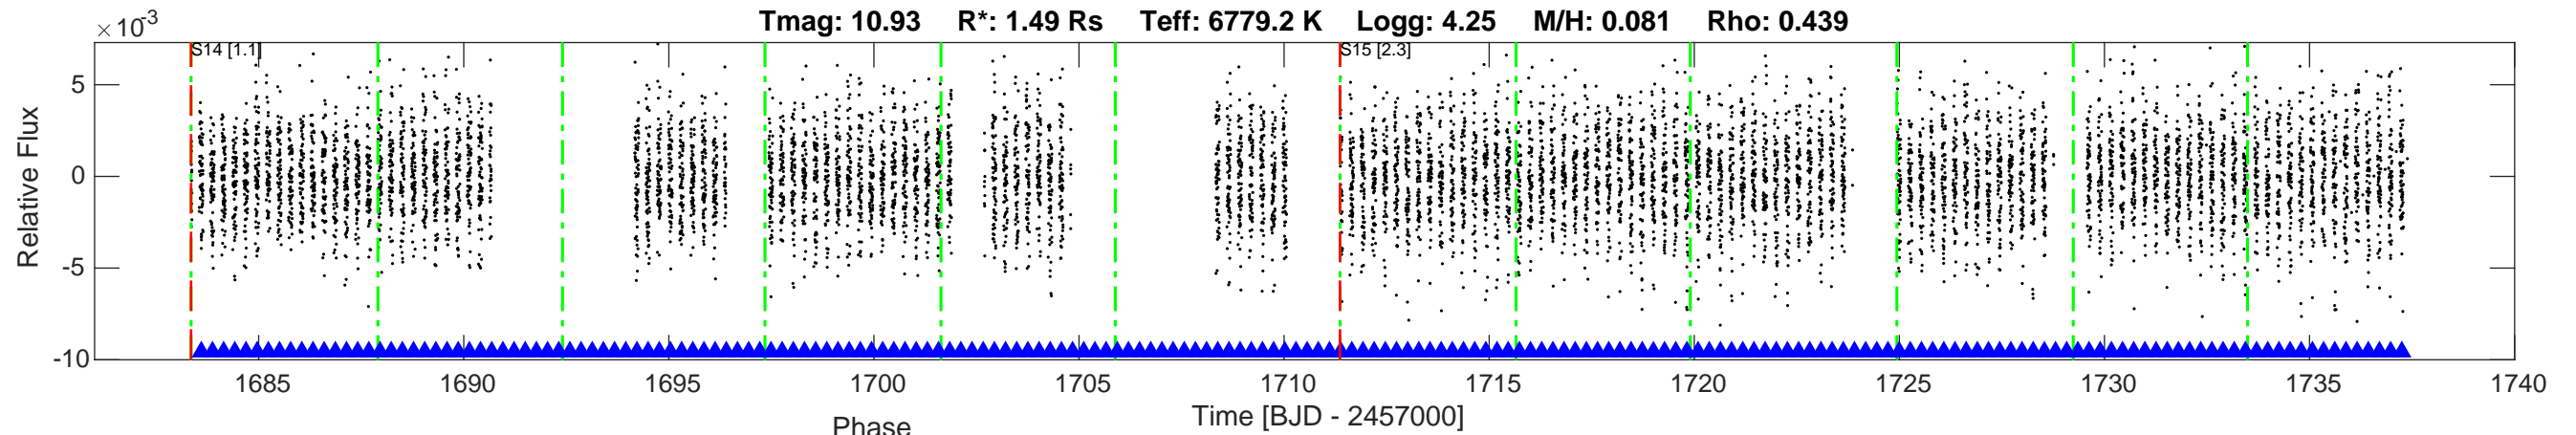 Tmag: 10.93 R*: 1.49 Rs Teff: 6779.2 K Logg: 4.25 M/H: 0.081 Rho: 0.439
×10-3
S14 [1.1] S15 [2.3]
5
0
-5
-10
Relative Flux
1685 1690 1695 1700 1705 1710 1715 1720 1725 1730 1735 1740
Time [BJD - 2457000]
Phase